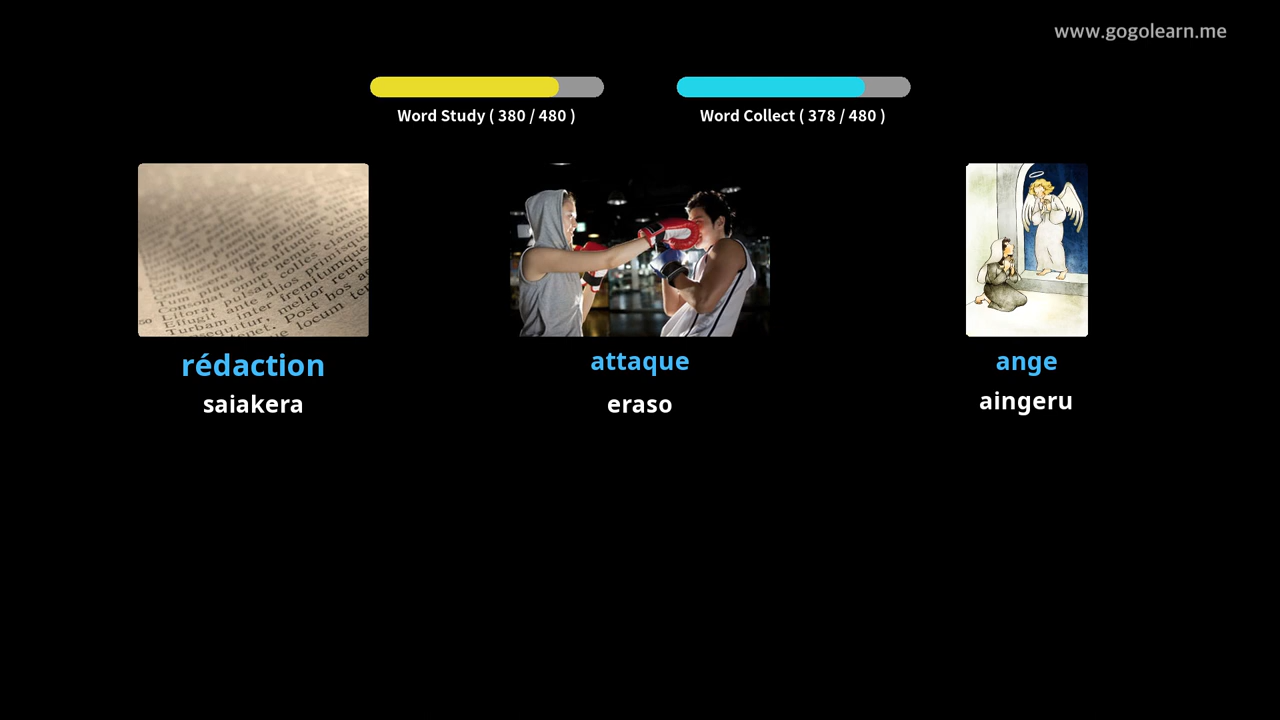 www.gogolearn.me
Word Study ( 380 / 480 )
Word Collect ( 378 / 480 )
rédaction
attaque
ange
saiakera
eraso
aingeru